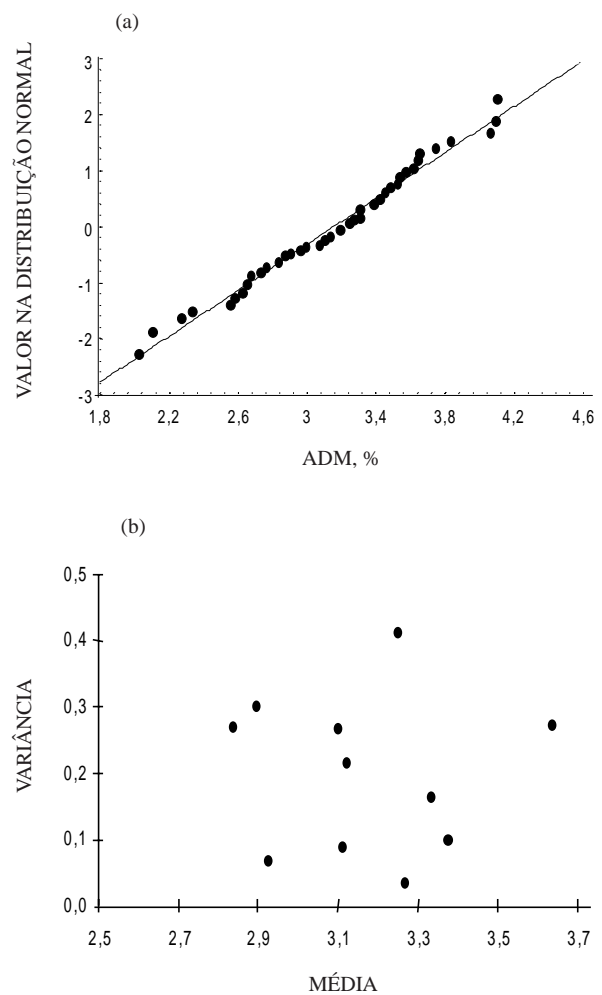 (a)
VALOR NA DISTRIBUIÇÃO NORMAL
3
2
1
0
-1
-2
-3
1,8 2,2 2,6 3 3,4 3,8 4,2 4,6
ADM, %
(b)
VARIÂNCIA
0,5
0,4
0,3
0,2
0,1
0,0
2,5 2,7 2,9 3,1 3,3 3,5 3,7
MÉDIA